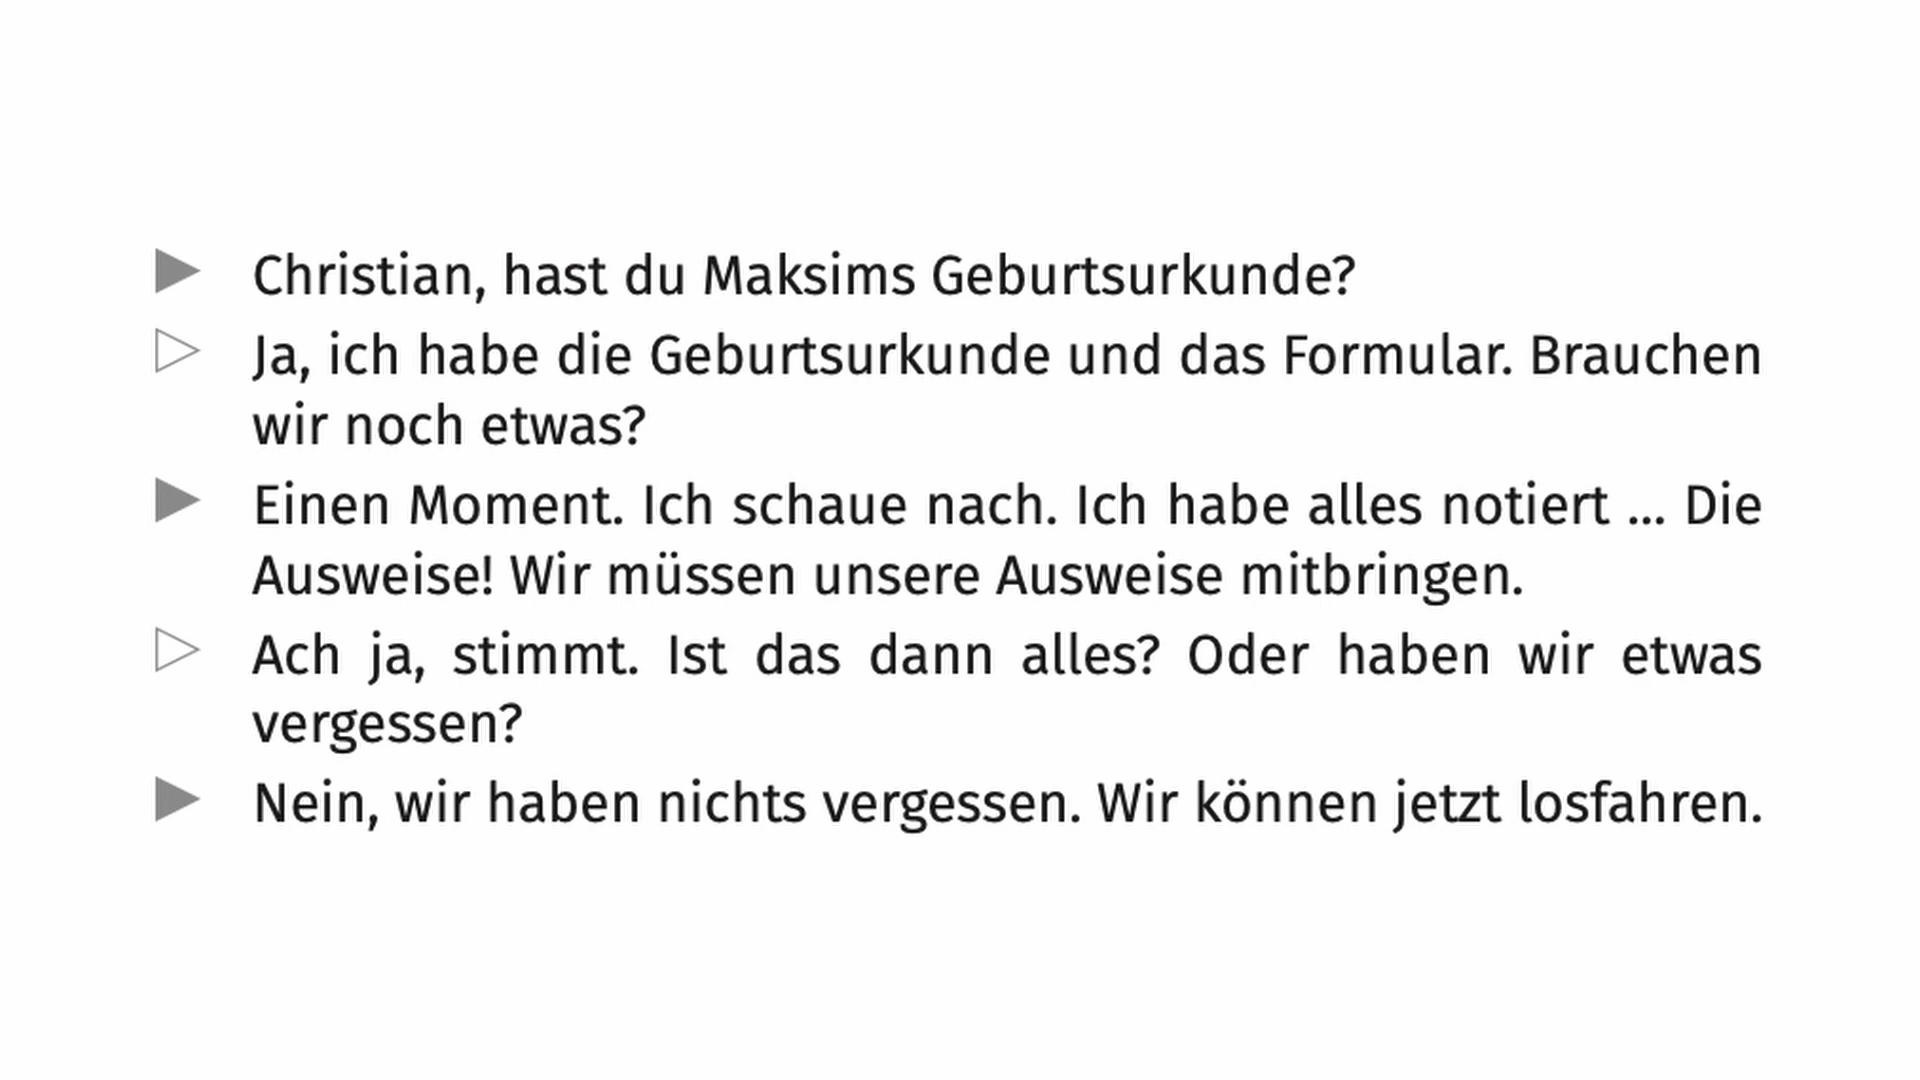 Christian, hast du Maksims Geburtsurkunde?
Ja, ich habe die Geburtsurkunde und das Formular. Brauchen
wir noch etwas?
Einen Moment. Ich schaue nach. Ich habe alles notiert ... Die
Ausweise! Wir müssen unsere Ausweise mitbringen.
Ach ja, stimmt. Ist das dann alles? Oder haben wir etwas
vergessen?
Nein, wir haben nichts vergessen. Wir können jetzt losfahren.